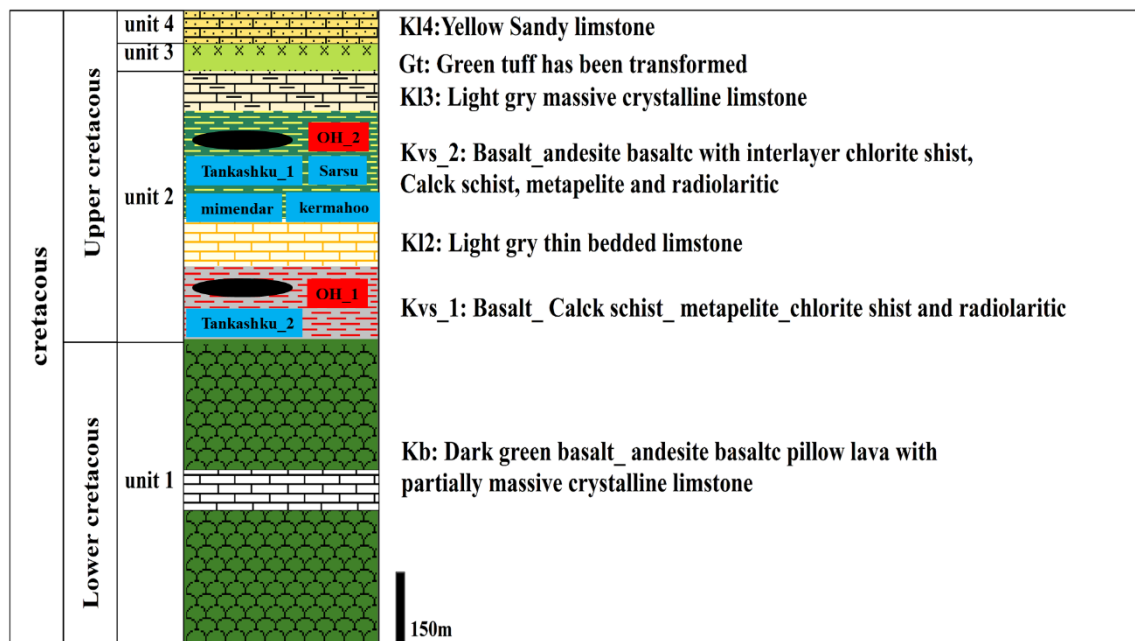 cretacous
Upper cretacous
Lower cretacous
unit 4
unit 3
unit 2
unit 1
Kl4:Yellow Sandy limstone
Gt: Green tuff has been transformed
Kl3: Light gry massive crystalline limstone
OH_2
Tankashku_1
Sarsu
mimendar
kermahoo
Kvs_2: Basalt_andesite basaltc with interlayer chlorite shist,
Calck schist, metapelite and radiolaritic
Kl2: Light gry thin bedded limstone
OH_1
Tankashku_2
Kvs_1: Basalt_ Calck schist_ metapelite_chlorite shist and radiolaritic
Kb: Dark green basalt_ andesite basaltc pillow lava with
partially massive crystalline limstone
150m